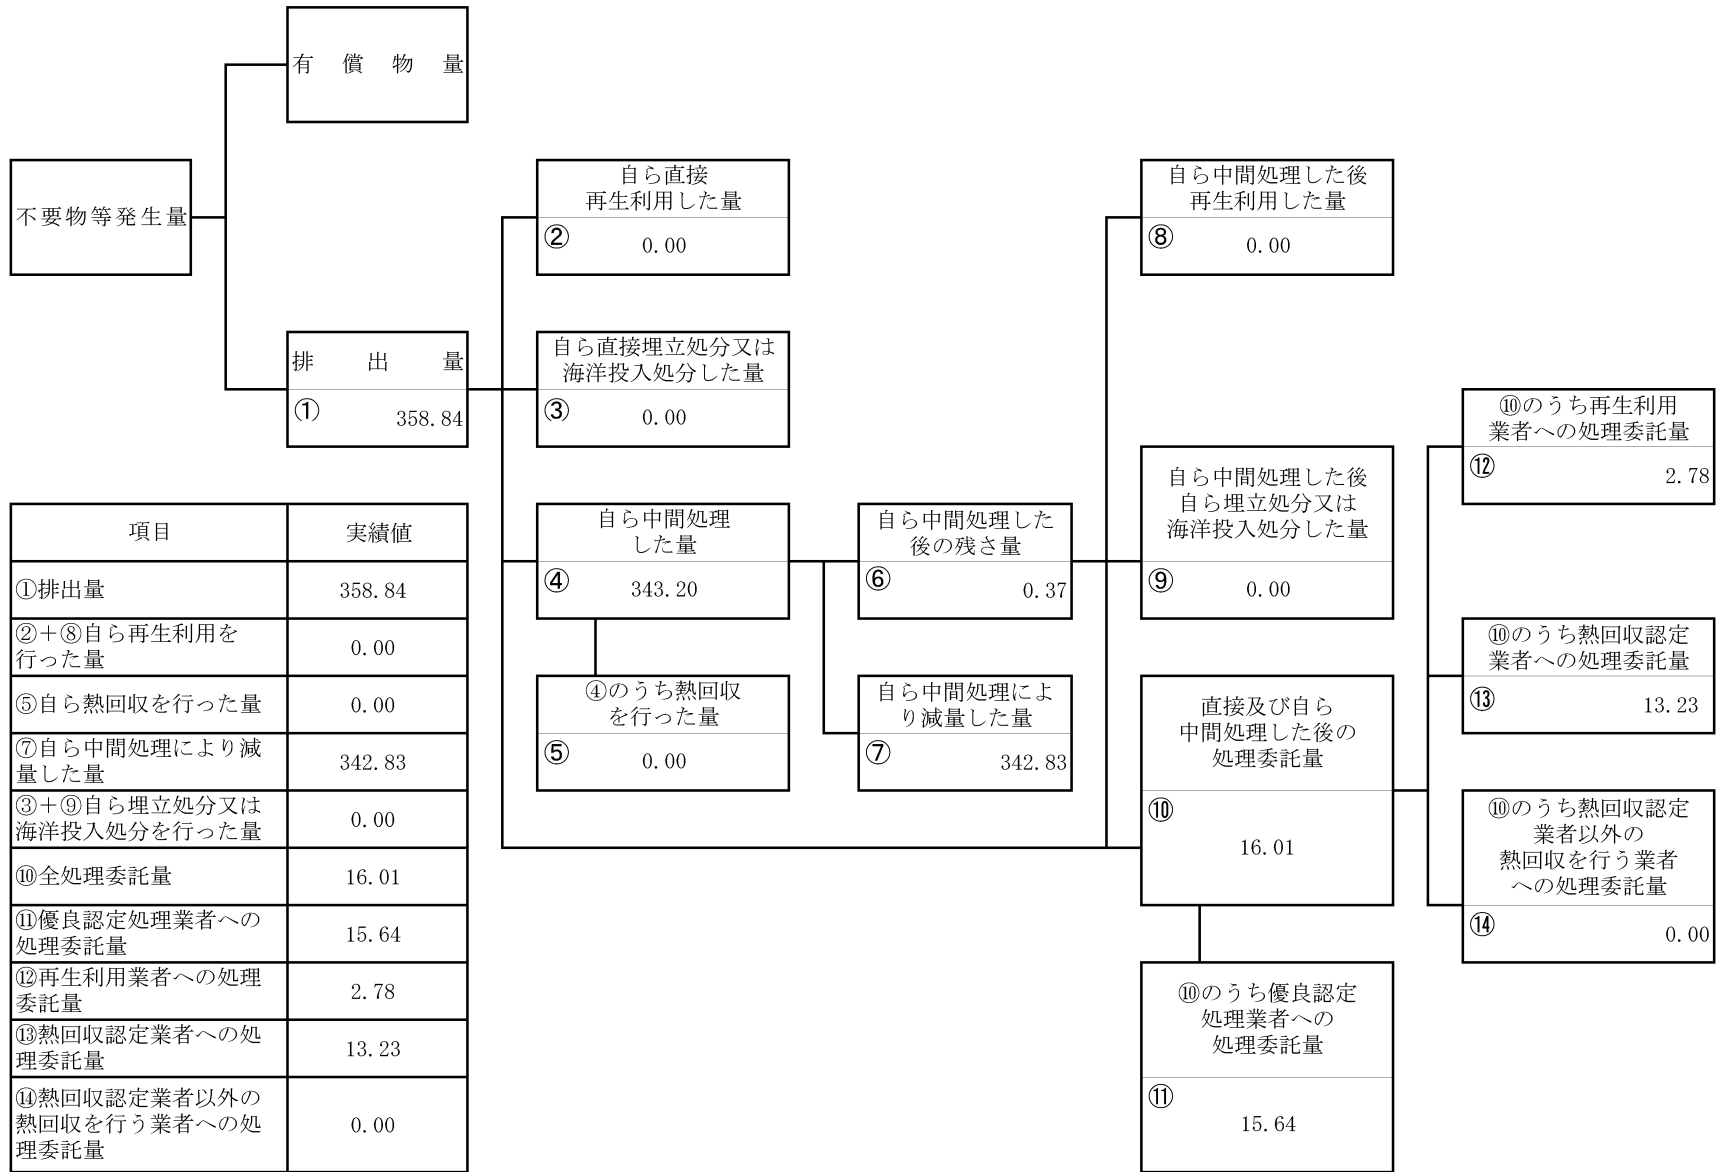 有償物量
不要物等発生量
排出量
①
358.84
自ら直接
再生利用した量
②
0.00
自ら直接埋立処分又は
海洋投入処分した量
③
0.00
自ら中間処理
した量
④
343.20
④のうち熱回収
を行った量
⑤
0.00
自ら中間処理した
後の残さ量
⑥
0.37
自ら中間処理によ
り減量した量
⑦
342.83
自ら中間処理した後
再生利用した量
⑧
0.00
自ら中間処理した後
自ら埋立処分又は
海洋投入処分した量
⑨
0.00
直接及び自ら
中間処理した後の
処理委託量
⑩
16.01
⑩のうち優良認定
処理業者への
処理委託量
⑪
15.64
⑩のうち再生利用
業者への処理委託量
⑫
2.78
⑩のうち熱回収認定
業者への処理委託量
⑬
13.23
⑩のうち熱回収認定
業者以外の
熱回収を行う業者
への処理委託量
⑭
0.00
項目 実績値
①排出量 358.84
②＋⑧自ら再生利用を
行った量
0.00
⑤自ら熱回収を行った量 0.00
⑦自ら中間処理により減
量した量
342.83
③＋⑨自ら埋立処分又は
海洋投入処分を行った量
0.00
⑩全処理委託量 16.01
⑪優良認定処理業者への
処理委託量
15.64
⑫再生利用業者への処理
委託量
2.78
⑬熱回収認定業者への処
理委託量
13.23
⑭熱回収認定業者以外の
熱回収を行う業者への処
理委託量
0.00